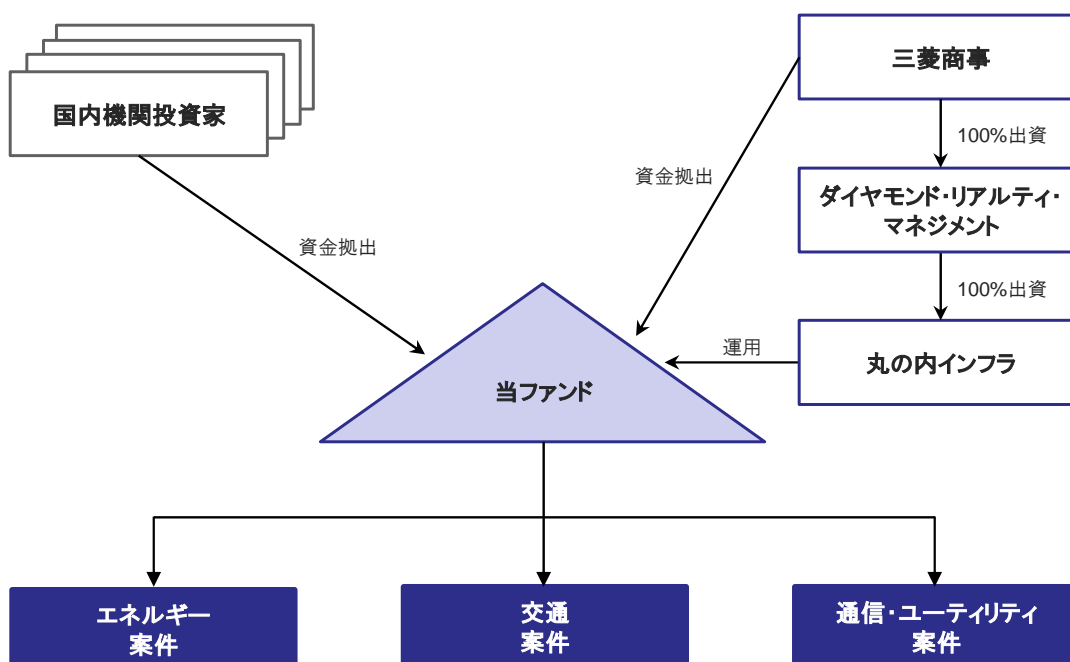 国内機関投資家
三菱商事
100%出資
資金拠出
ダイヤモンド・リアルティ・
マネジメント
資金拠出
100%出資
運用
丸の内インフラ
当ファンド
エネルギー
案件
交通
案件
通信・ユーティリティ
案件